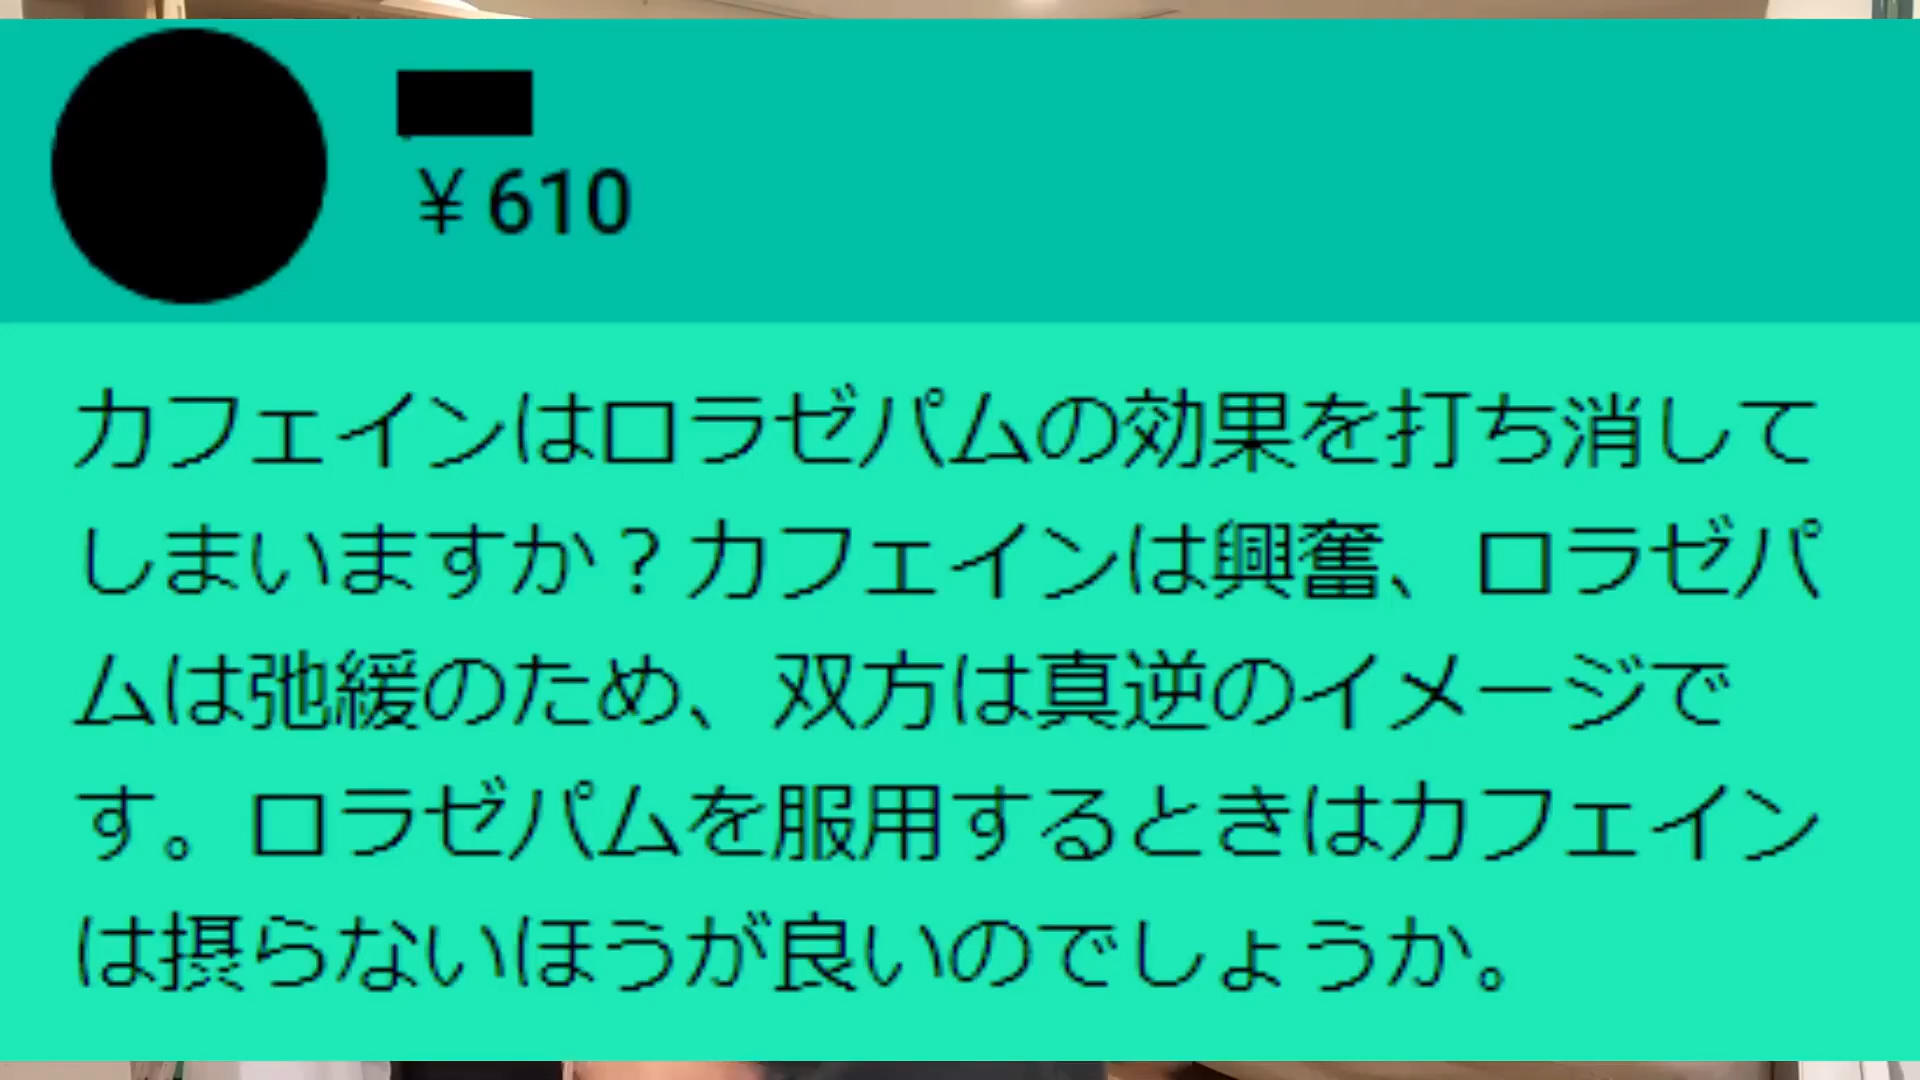 ￥610
カフェインはロラゼパムの効果を打ち消して
しまいますか？カフェインは興奮、ロラゼパ
ムは弛緩のため、双方は真逆のイメージで
す。ロラゼパムを服用するときはカフェイン
は摂らないほうが良いのでしょうか。